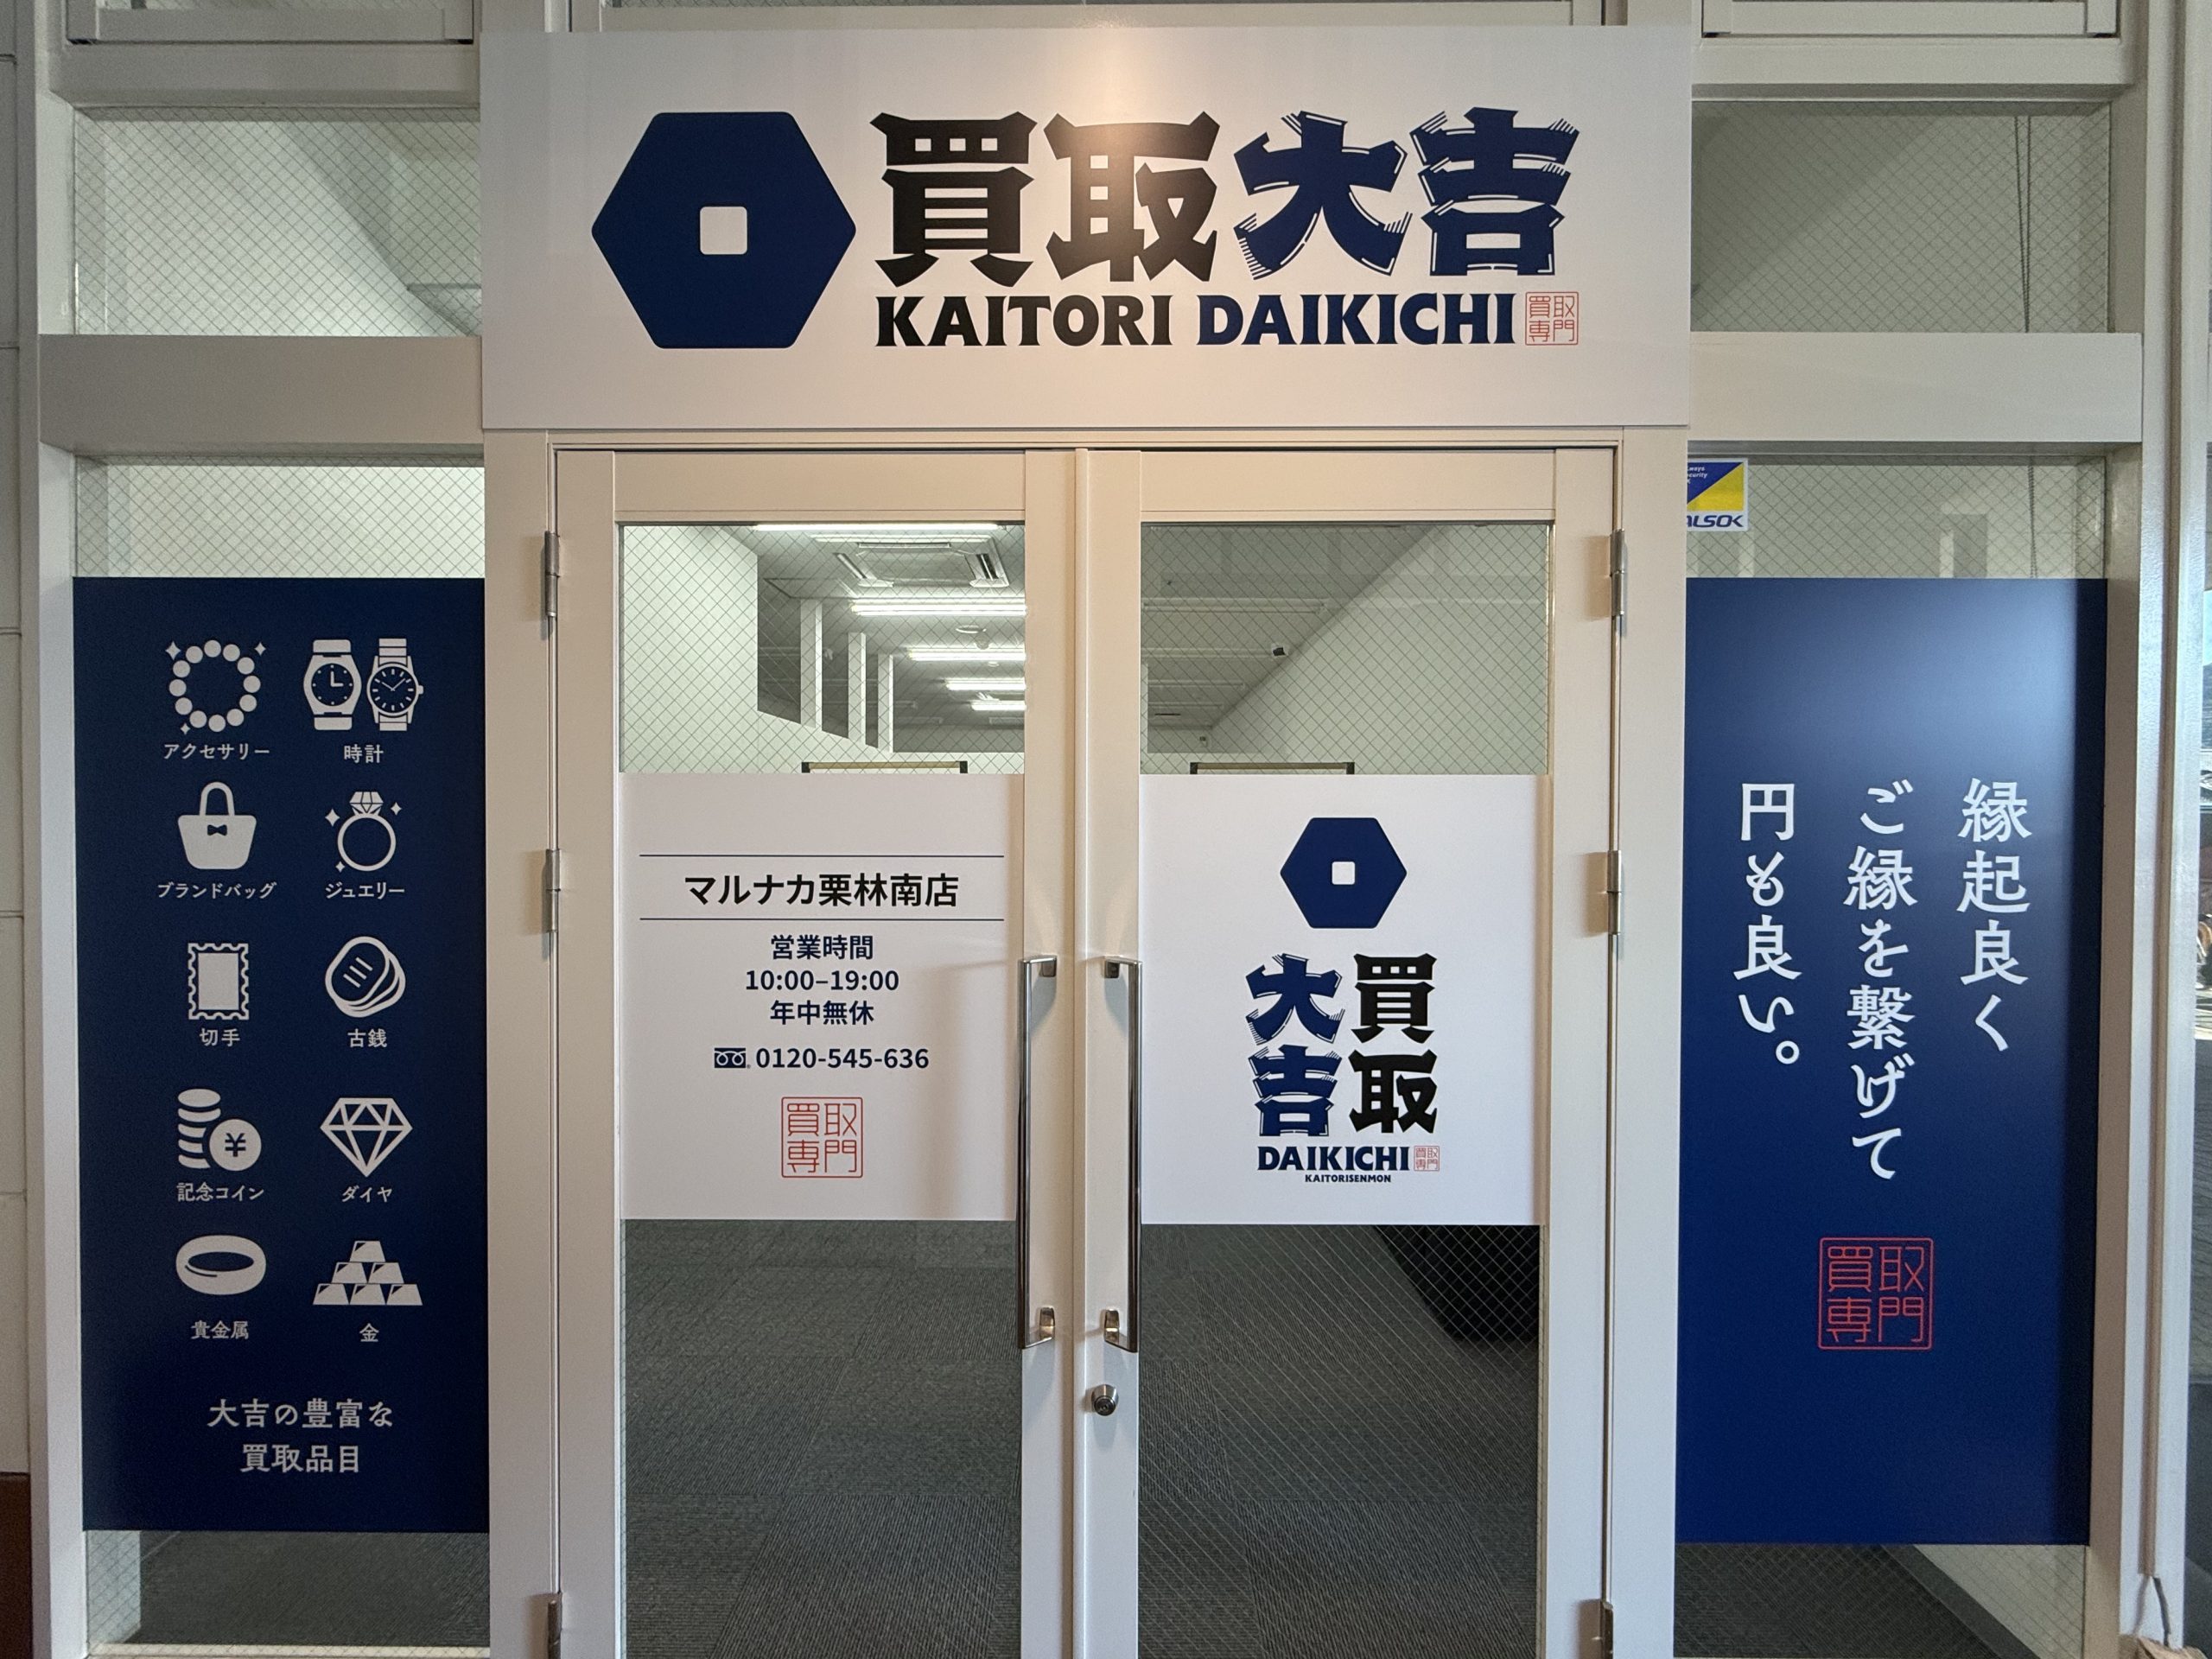 買取大吉
KAITORI DAIKICHI
買取
専門
ALSOK
アクセサリー
時計
ブランドバッグ
ジュエリー
切手
古銭
¥
記念コイン
ダイヤ
貴金属
金
大吉の豊富な
買取品目
マルナカ栗林南店
営業時間
10:00–19:00
年中無休
0120-545-636
買取
専門
買取
大吉
DAIKICHI
買取
専門
KAITORISENMON
縁起良く
ご縁を繋げて
円も良い。
買取
専門